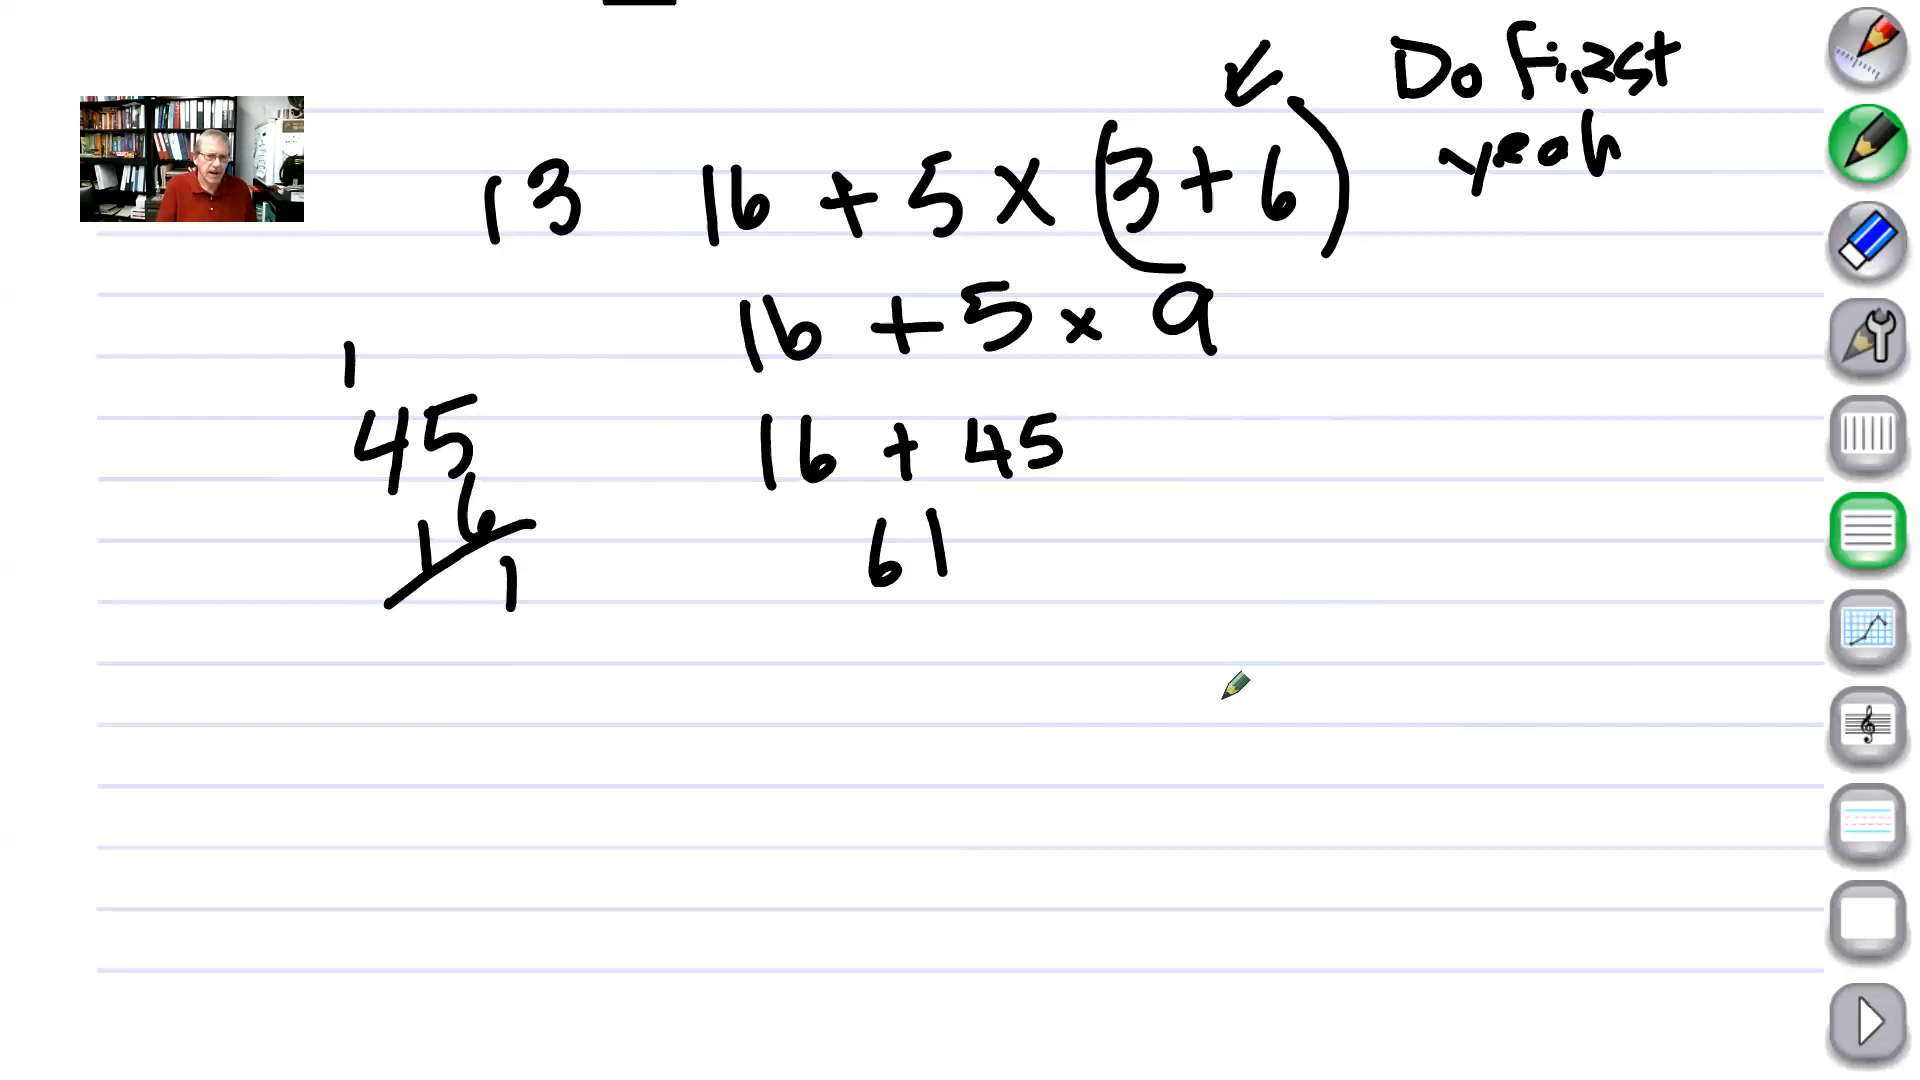 Do First
yeah
13 16 + 5 × (3 + 6)
16 + 5 × 9
1
45
16 + 45
16
61
1